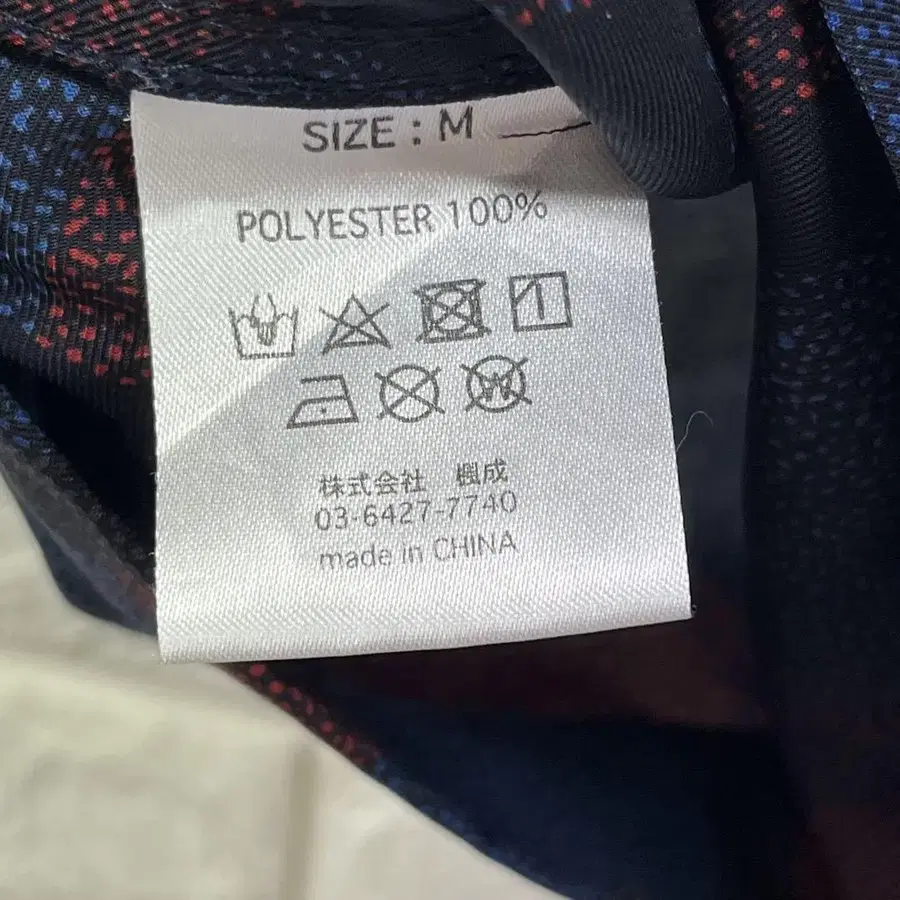 SIZE : M
POLYESTER 100%
株式会社 楓成
03-6427-7740
made in CHINA